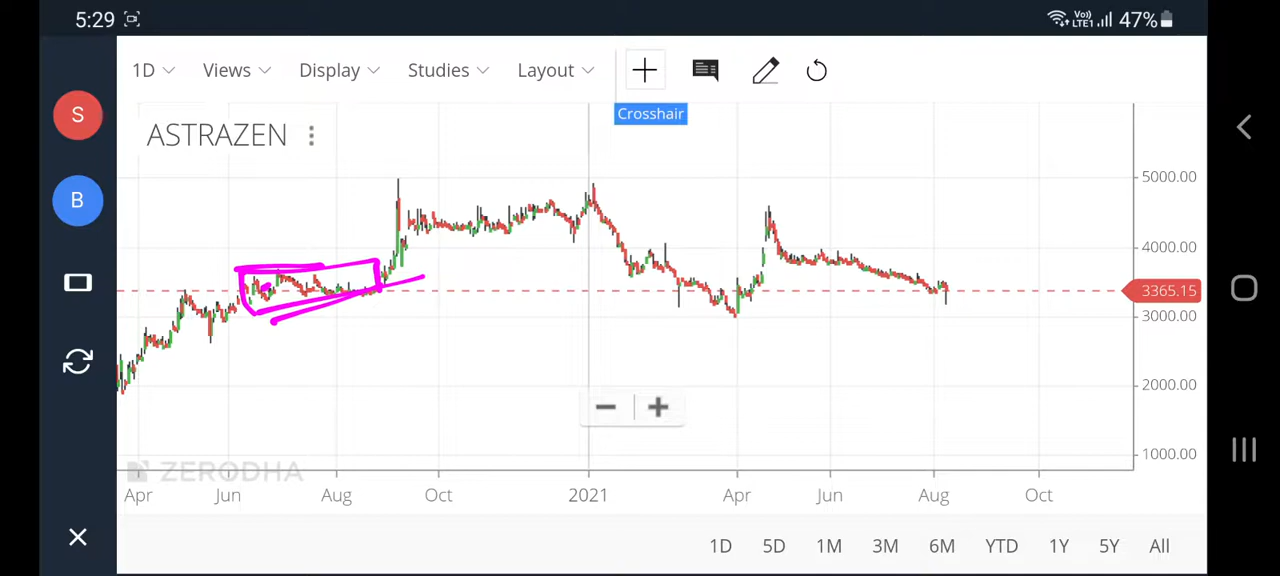 5:29 Vo) LTE1 47%
1D Views Display Studies Layout
Crosshair
S
ASTRAZEN
B
5000.00
4000.00
3365.15
3000.00
2000.00
1000.00
ZERODHA
Apr Jun Aug Oct 2021 Apr Jun Aug Oct
1D 5D 1M 3M 6M YTD 1Y 5Y All